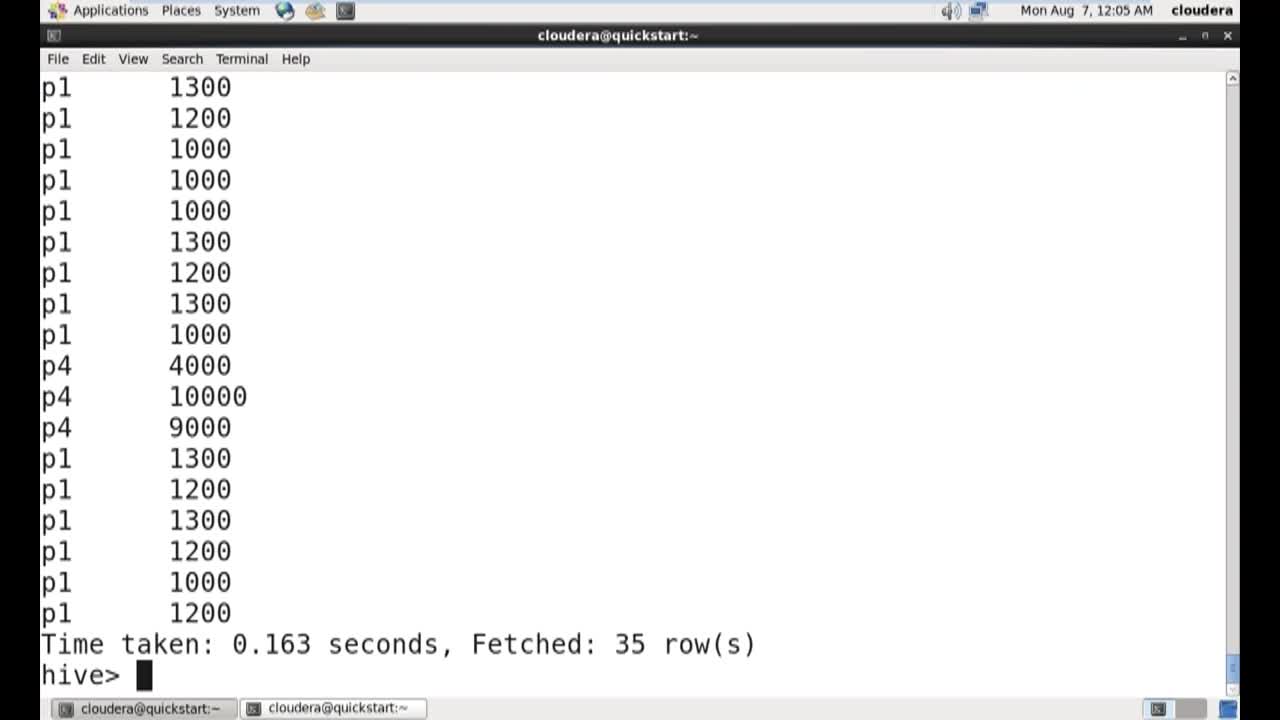 Applications Places System Mon Aug 7, 12:05 AM cloudera
cloudera@quickstart:~
File Edit View Search Terminal Help
p1 1300
p1 1200
p1 1000
p1 1000
p1 1000
p1 1300
p1 1200
p1 1300
p1 1000
p4 4000
p4 10000
p4 9000
p1 1300
p1 1200
p1 1300
p1 1200
p1 1000
p1 1200
Time taken: 0.163 seconds, Fetched: 35 row(s)
hive>
cloudera@quickstart:~ cloudera@quickstart:~